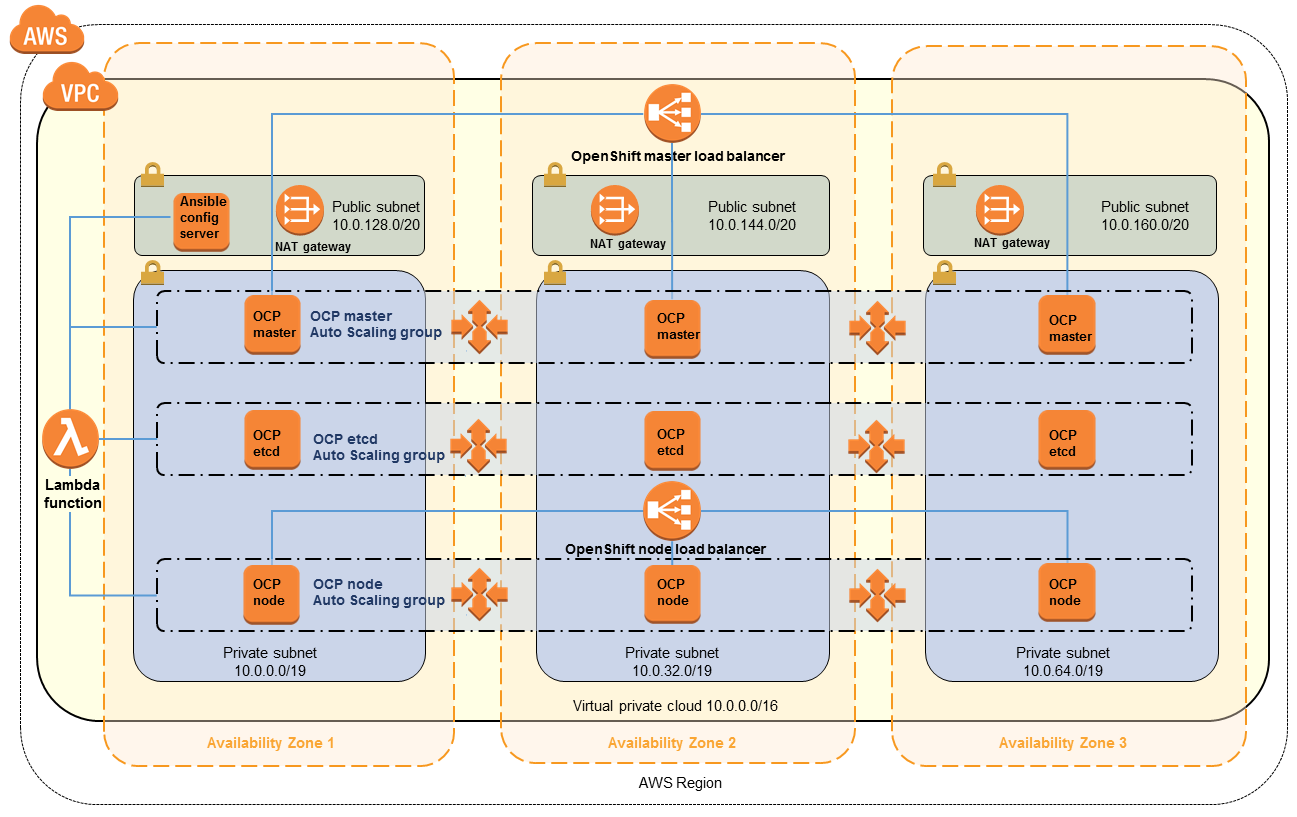 AWS
VPC
OpenShift master load balancer
Ansible
config
server
NAT gateway
Public subnet
10.0.128.0/20
NAT gateway
Public subnet
10.0.144.0/20
NAT gateway
Public subnet
10.0.160.0/20
OCP
master
OCP master
Auto Scaling group
OCP
master
OCP
master
Lambda
function
OCP
etcd
OCP etcd
Auto Scaling group
OCP
etcd
OCP
etcd
OpenShift node load balancer
OCP
node
OCP node
Auto Scaling group
OCP
node
OCP
node
Private subnet
10.0.0.0/19
Private subnet
10.0.32.0/19
Private subnet
10.0.64.0/19
Virtual private cloud 10.0.0.0/16
Availability Zone 1
Availability Zone 2
Availability Zone 3
AWS Region